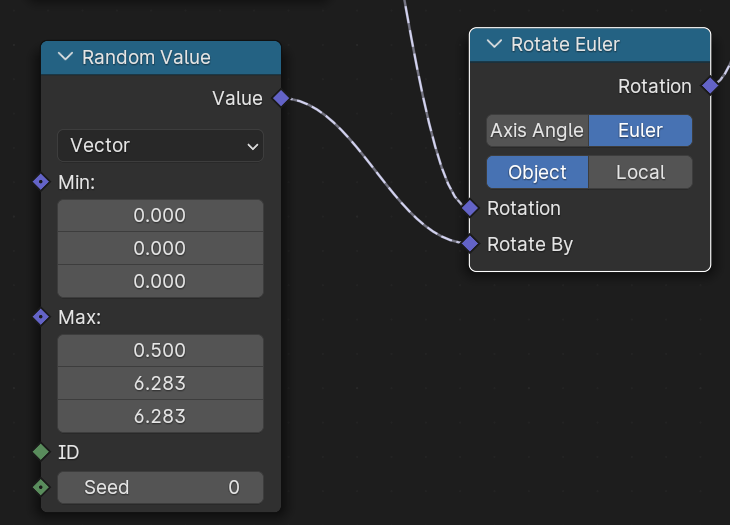 Random Value
Value
Vector
Min:
0.000
0.000
0.000
Max:
0.500
6.283
6.283
ID
Seed 0
Rotate Euler
Rotation
Axis Angle Euler
Object Local
Rotation
Rotate By